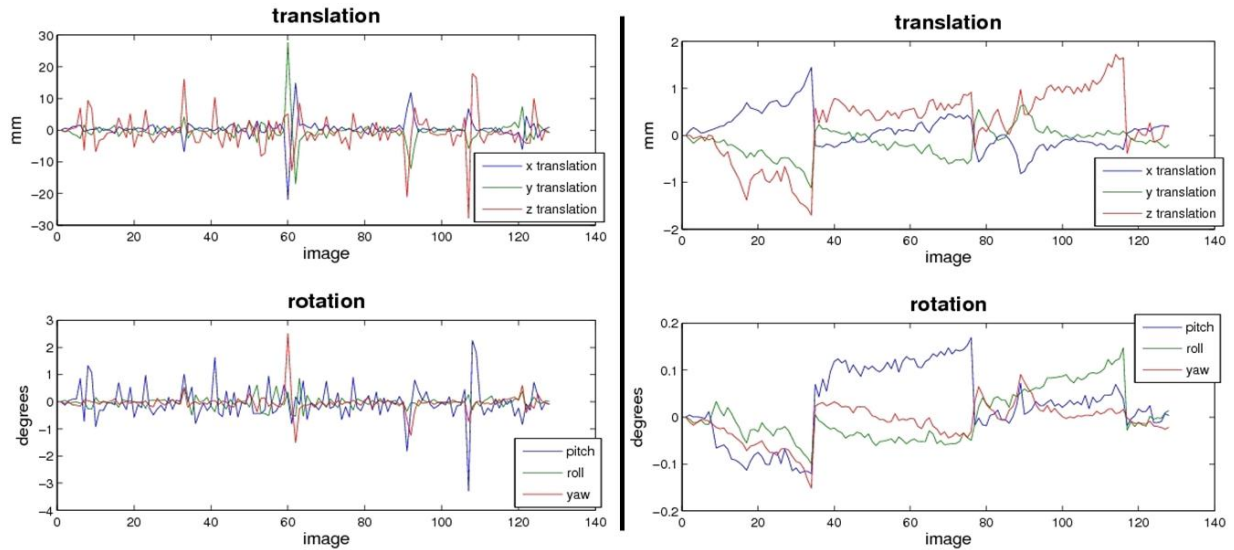 translation
30
20
10
0
−10
−20
−30
mm
0 20 40 60 80 100 120 140
image
x translation
y translation
z translation
rotation
3
2
1
0
−1
−2
−3
−4
degrees
0 20 40 60 80 100 120 140
image
pitch
roll
yaw
translation
2
1
0
−1
−2
mm
0 20 40 60 80 100 120 140
image
x translation
y translation
z translation
rotation
0.2
0.1
0
−0.1
−0.2
degrees
0 20 40 60 80 100 120 140
image
pitch
roll
yaw